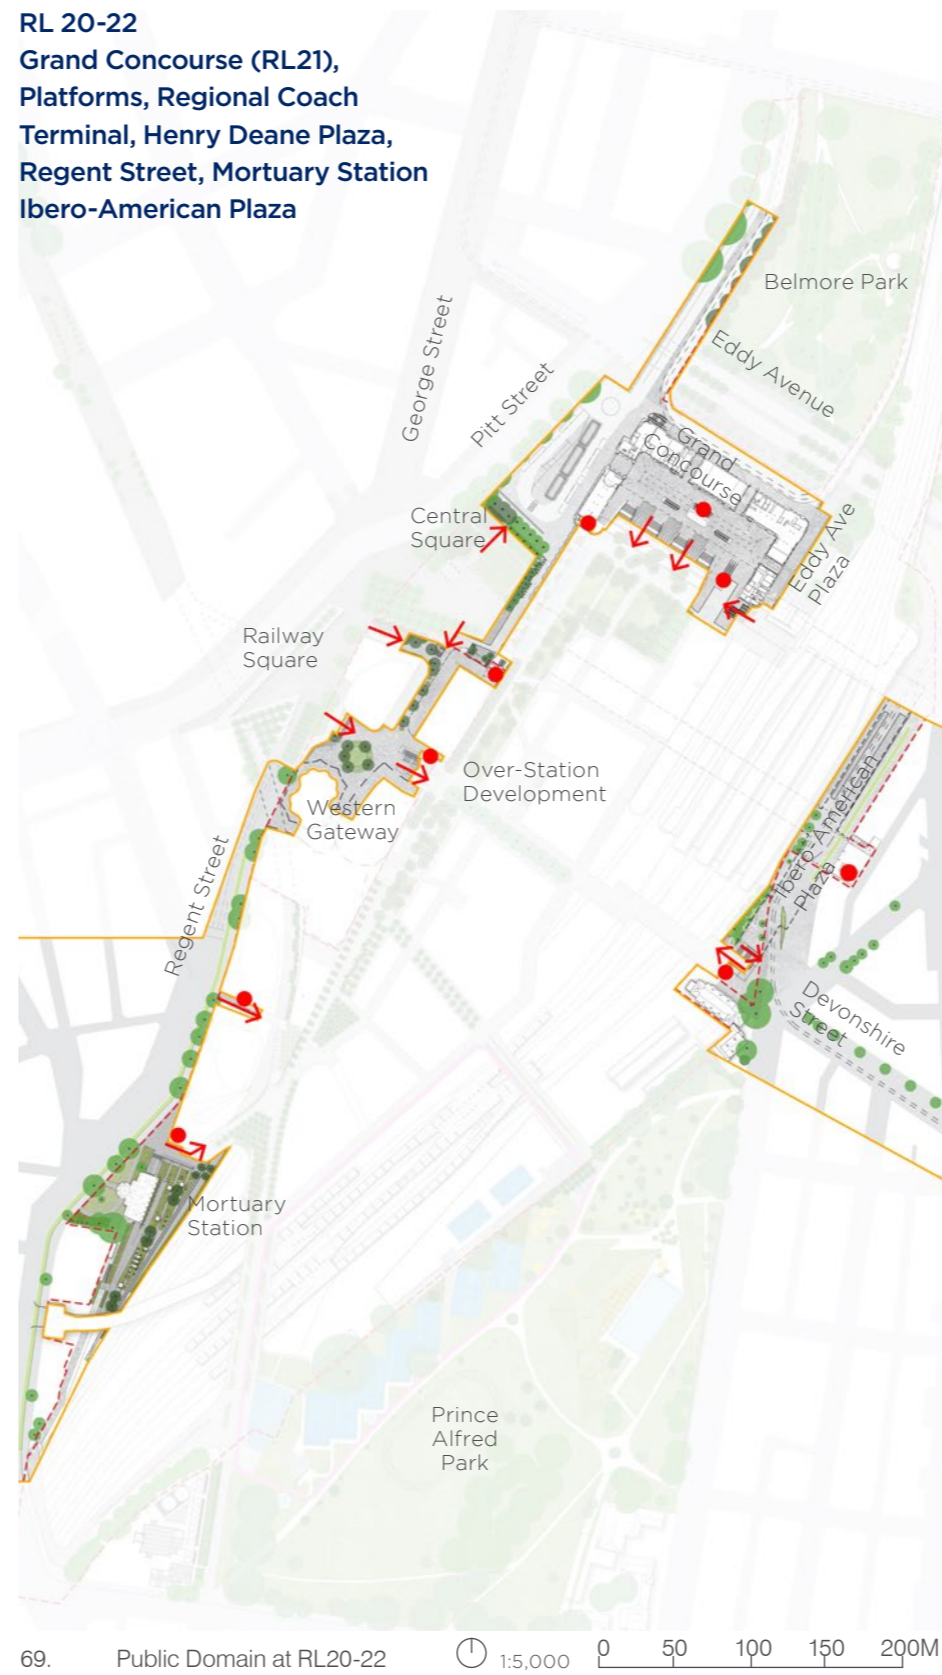 RL 20-22
Grand Concourse (RL21),
Platforms, Regional Coach
Terminal, Henry Deane Plaza,
Regent Street, Mortuary Station
Ibero-American Plaza
Belmore Park
George Street
Pitt Street
Eddy Avenue
Grand
Concourse
Central
Square
Eddy Ave
Plaza
Railway
Square
Over-Station
Development
Western
Gateway
Ibero-American
Plaza
Regent Street
Devonshire
Street
Mortuary
Station
Prince
Alfred
Park
69. Public Domain at RL20-22
1:5,000
0 50 100 150 200M